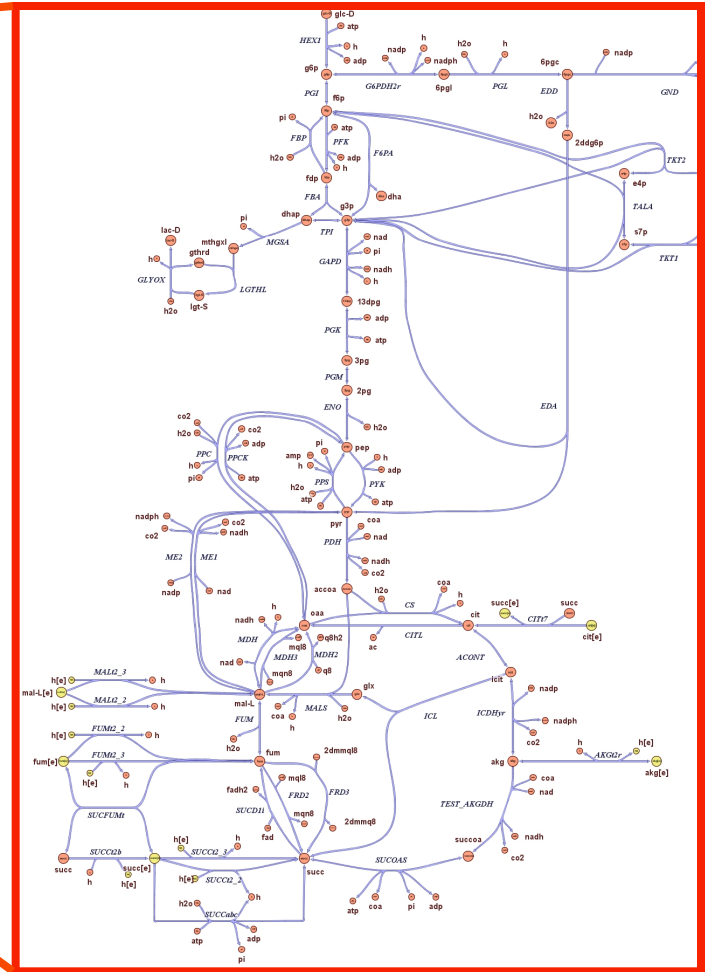 glc-D
atp
HEX1
h
adp
nadp
h
h2o
h
6pgc
nadp
g6p
nadph
G6PDH2r
6pgl
PGL
EDD
GND
PGI
f6p
h2o
pi
atp
FBP
PFK
2ddg6p
h2o
adp
h
F6PA
TKT2
fdp
e4p
FBA
dha
g3p
TALA
dhap
pi
TPI
lac-D
mthgxl
MGSA
nad
s7p
gthrd
pi
h
GAPD
nadh
TKT1
GLYOX
h
LGTHL
lgt-S
h2o
13dpg
adp
PGK
atp
3pg
PGM
2pg
ENO
EDA
co2
h2o
h2o
co2
pep
adp
pi
PPC
PPCK
amp
h
h
h
adp
pi
atp
PPS
PYK
h2o
atp
atp
nadph
co2
pyr
coa
co2
nadh
PDH
nad
ME2
ME1
nadh
co2
nadp
nad
accoa
coa
h2o
h
CS
succ[e]
succ
oaa
cit
CITt7
nadh
h
q8h2
CITL
cit[e]
MDH
mql8
ac
MDH3
MDH2
nad
q8
ACONT
MALt2_3
mqn8
icit
h[e]
h
mal-L[e]
mal-L
glx
nadp
MALt2_2
h[e]
h
coa
MALS
h2o
h
FUM
ICL
ICDHyr
nadph
FUMt2_2
h[e]
h
co2
h2o
h
h[e]
FUMt2_3
fum
2dmmql8
AKGt2r
fum[e]
akg
akg[e]
h[e]
h
mql8
coa
fadh2
FRD2
FRD3
nad
SUCD1i
mqn8
TEST_AKGDH
SUCFUMt
fad
2dmmq8
h[e]
h
nadh
SUCCt2b
SUCCt2_3
succoa
co2
succ
succ[e]
succ
SUCOAS
h
h[e]
h[e]
SUCCt2_2
h
h2o
atp
coa
pi
adp
SUCCabc
atp
adp
pi